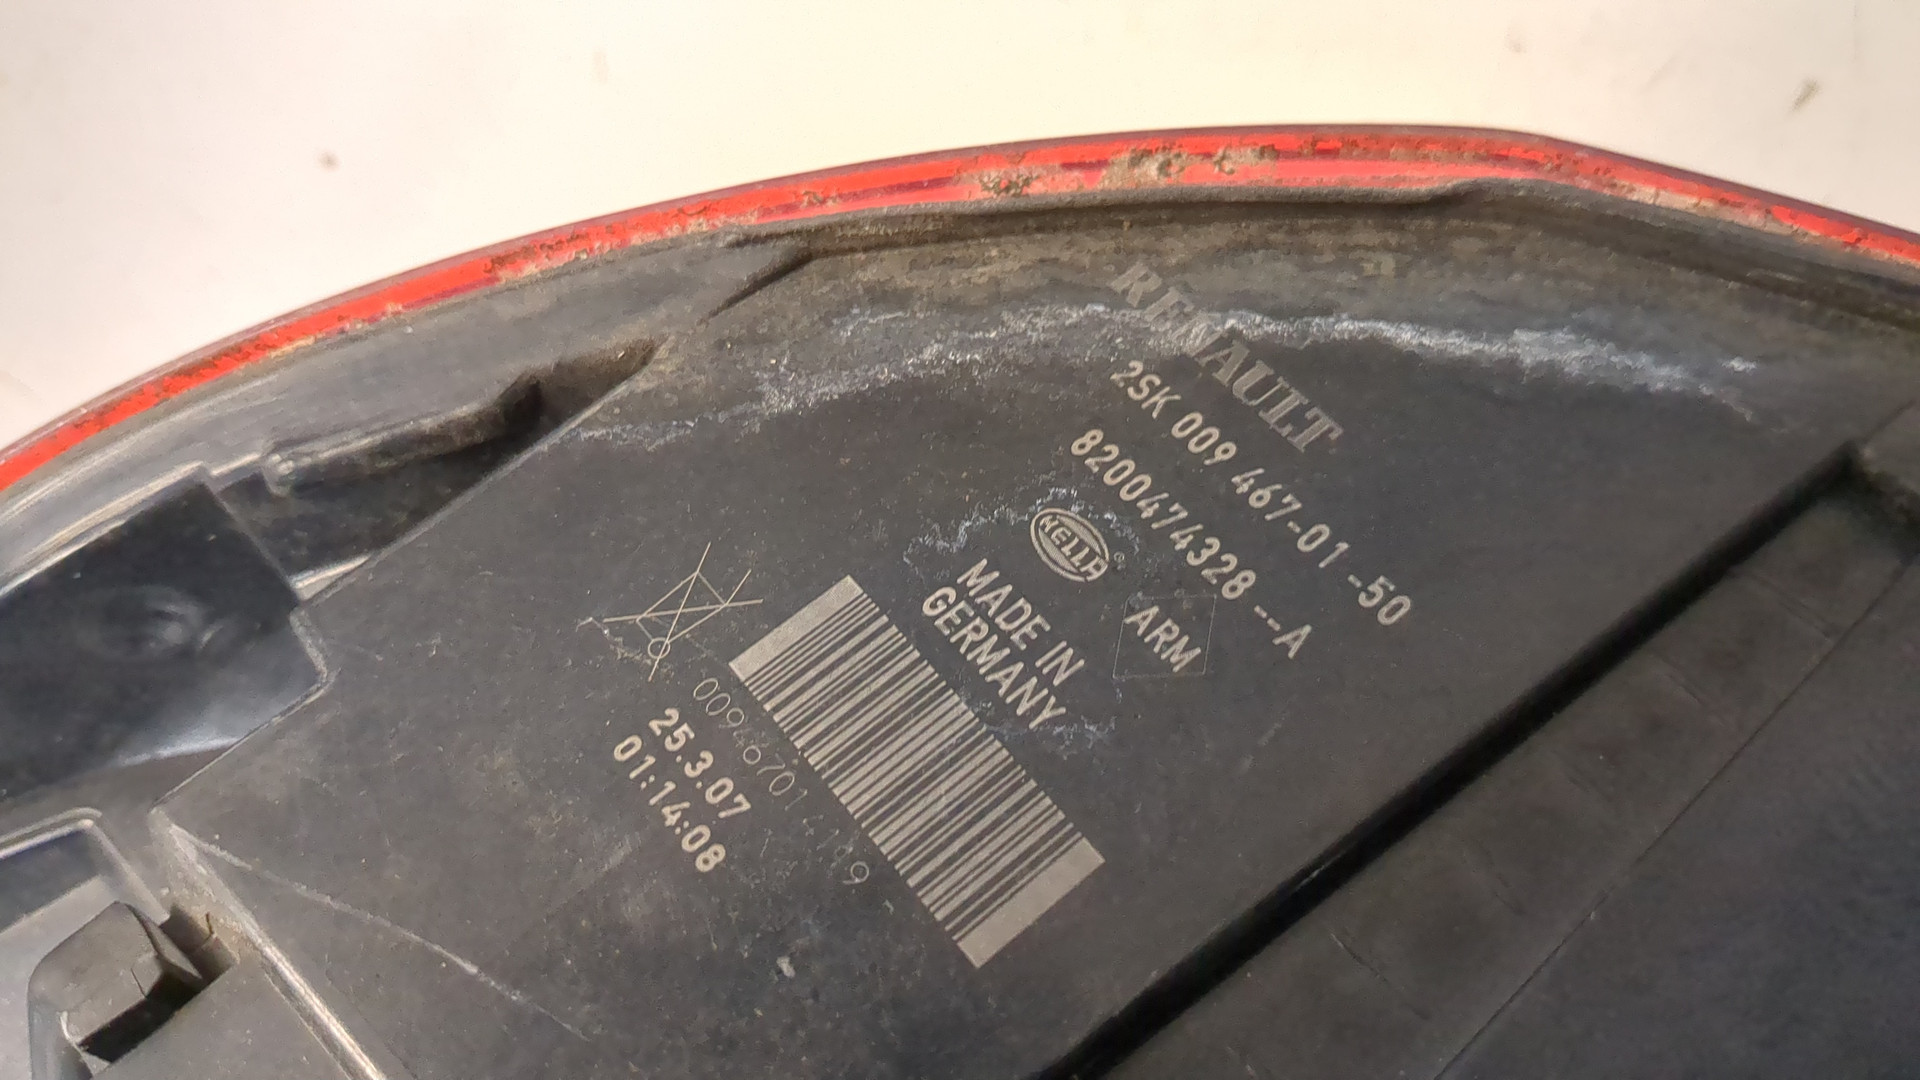 RENAULT
2SK 009 467-01 -50
8200474328 --A
HELLA®
ARM
MADE IN
GERMANY
25.3.07
01:14:08